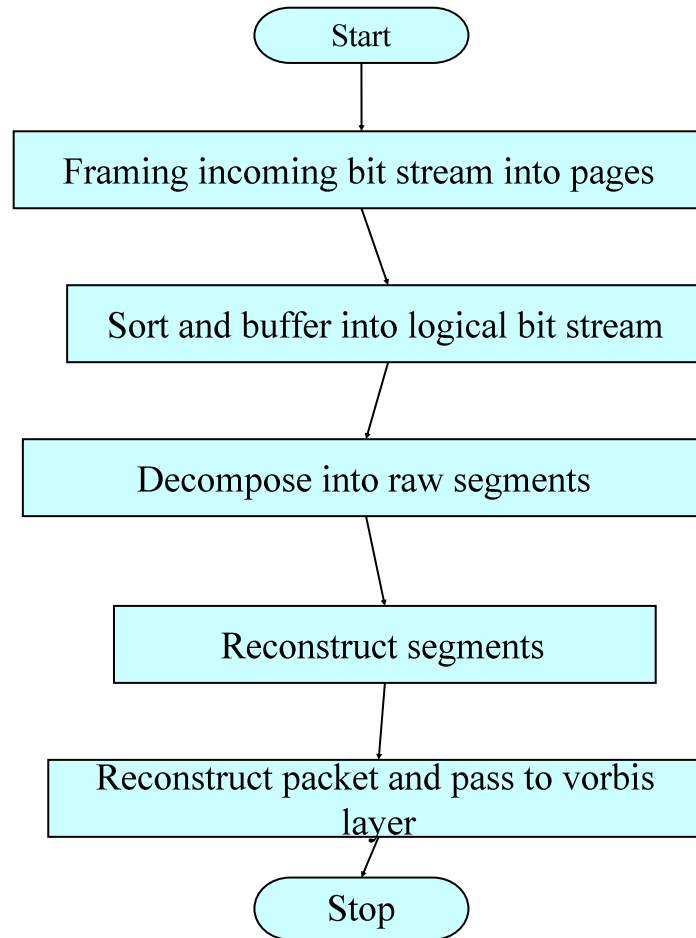 Start
Framing incoming bit stream into pages
Sort and buffer into logical bit stream
Decompose into raw segments
Reconstruct segments
Reconstruct packet and pass to vorbis
layer
Stop